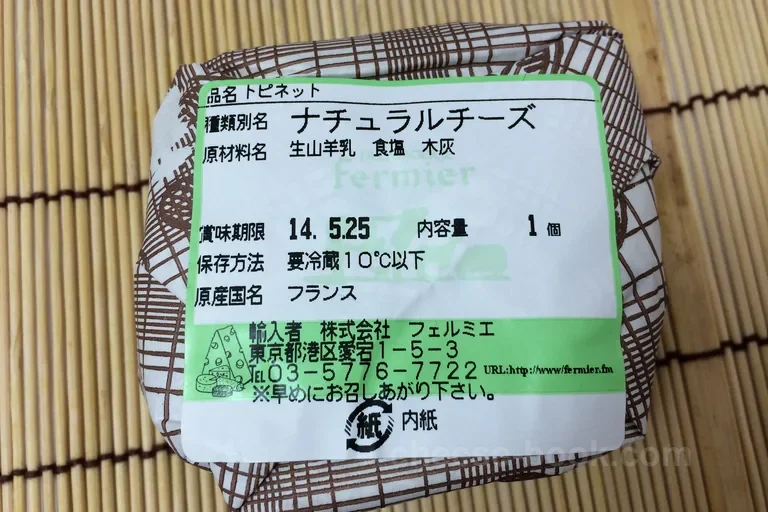 品名 トピネット
種類別名 ナチュラルチーズ
原材料名 生山羊乳 食塩 木灰
fermier
賞味期限 14. 5.25 内容量 1 個
保存方法 要冷蔵10℃以下
原産国名 フランス
輸入者 株式会社 フェルミエ
東京都港区愛宕1-5-3
TEL 03-5776-7722 URL:http://www.fermier.fm
※早めにお召しあがり下さい。
紙 内紙
cheese-book.com